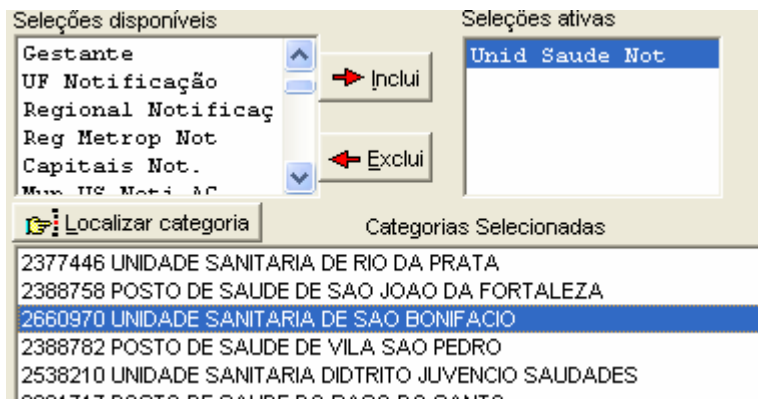 Seleções disponíveis
Seleções ativas
Gestante
UF Notificação
Regional Notificaç
Reg Metrop Not
Capitais Not.
Inclui
Exclui
Unid Saude Not
Localizar categoria
Categorias Selecionadas
2377446 UNIDADE SANITARIA DE RIO DA PRATA
2388758 POSTO DE SAUDE DE SAO JOAO DA FORTALEZA
2660970 UNIDADE SANITARIA DE SAO BONIFACIO
2388782 POSTO DE SAUDE DE VILA SAO PEDRO
2538210 UNIDADE SANITARIA DIDTRITO JUVENCIO SAUDADES